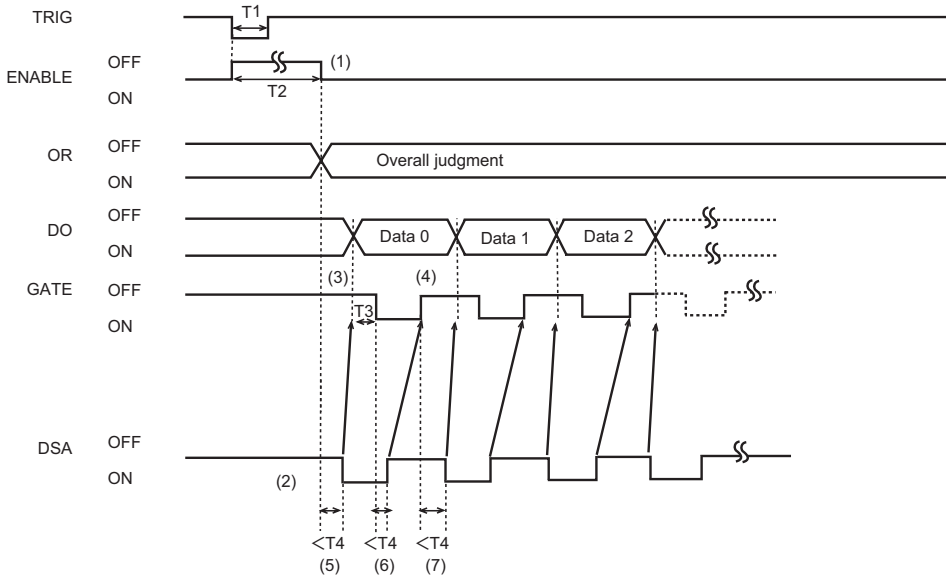 TRIG
T1
OFF
(1)
ENABLE
T2
ON
OFF
OR
Overall judgment
ON
OFF
DO
Data 0 Data 1 Data 2
ON
(3) (4)
GATE OFF
T3
ON
OFF
DSA
ON
(2)
<T4 <T4 <T4
(5) (6) (7)